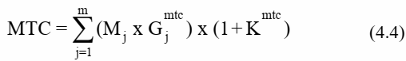 MTC = ∑_{j=1}^{m} (M_j x G_j^{mtc}) x (1+K^{mtc}) (4.4)